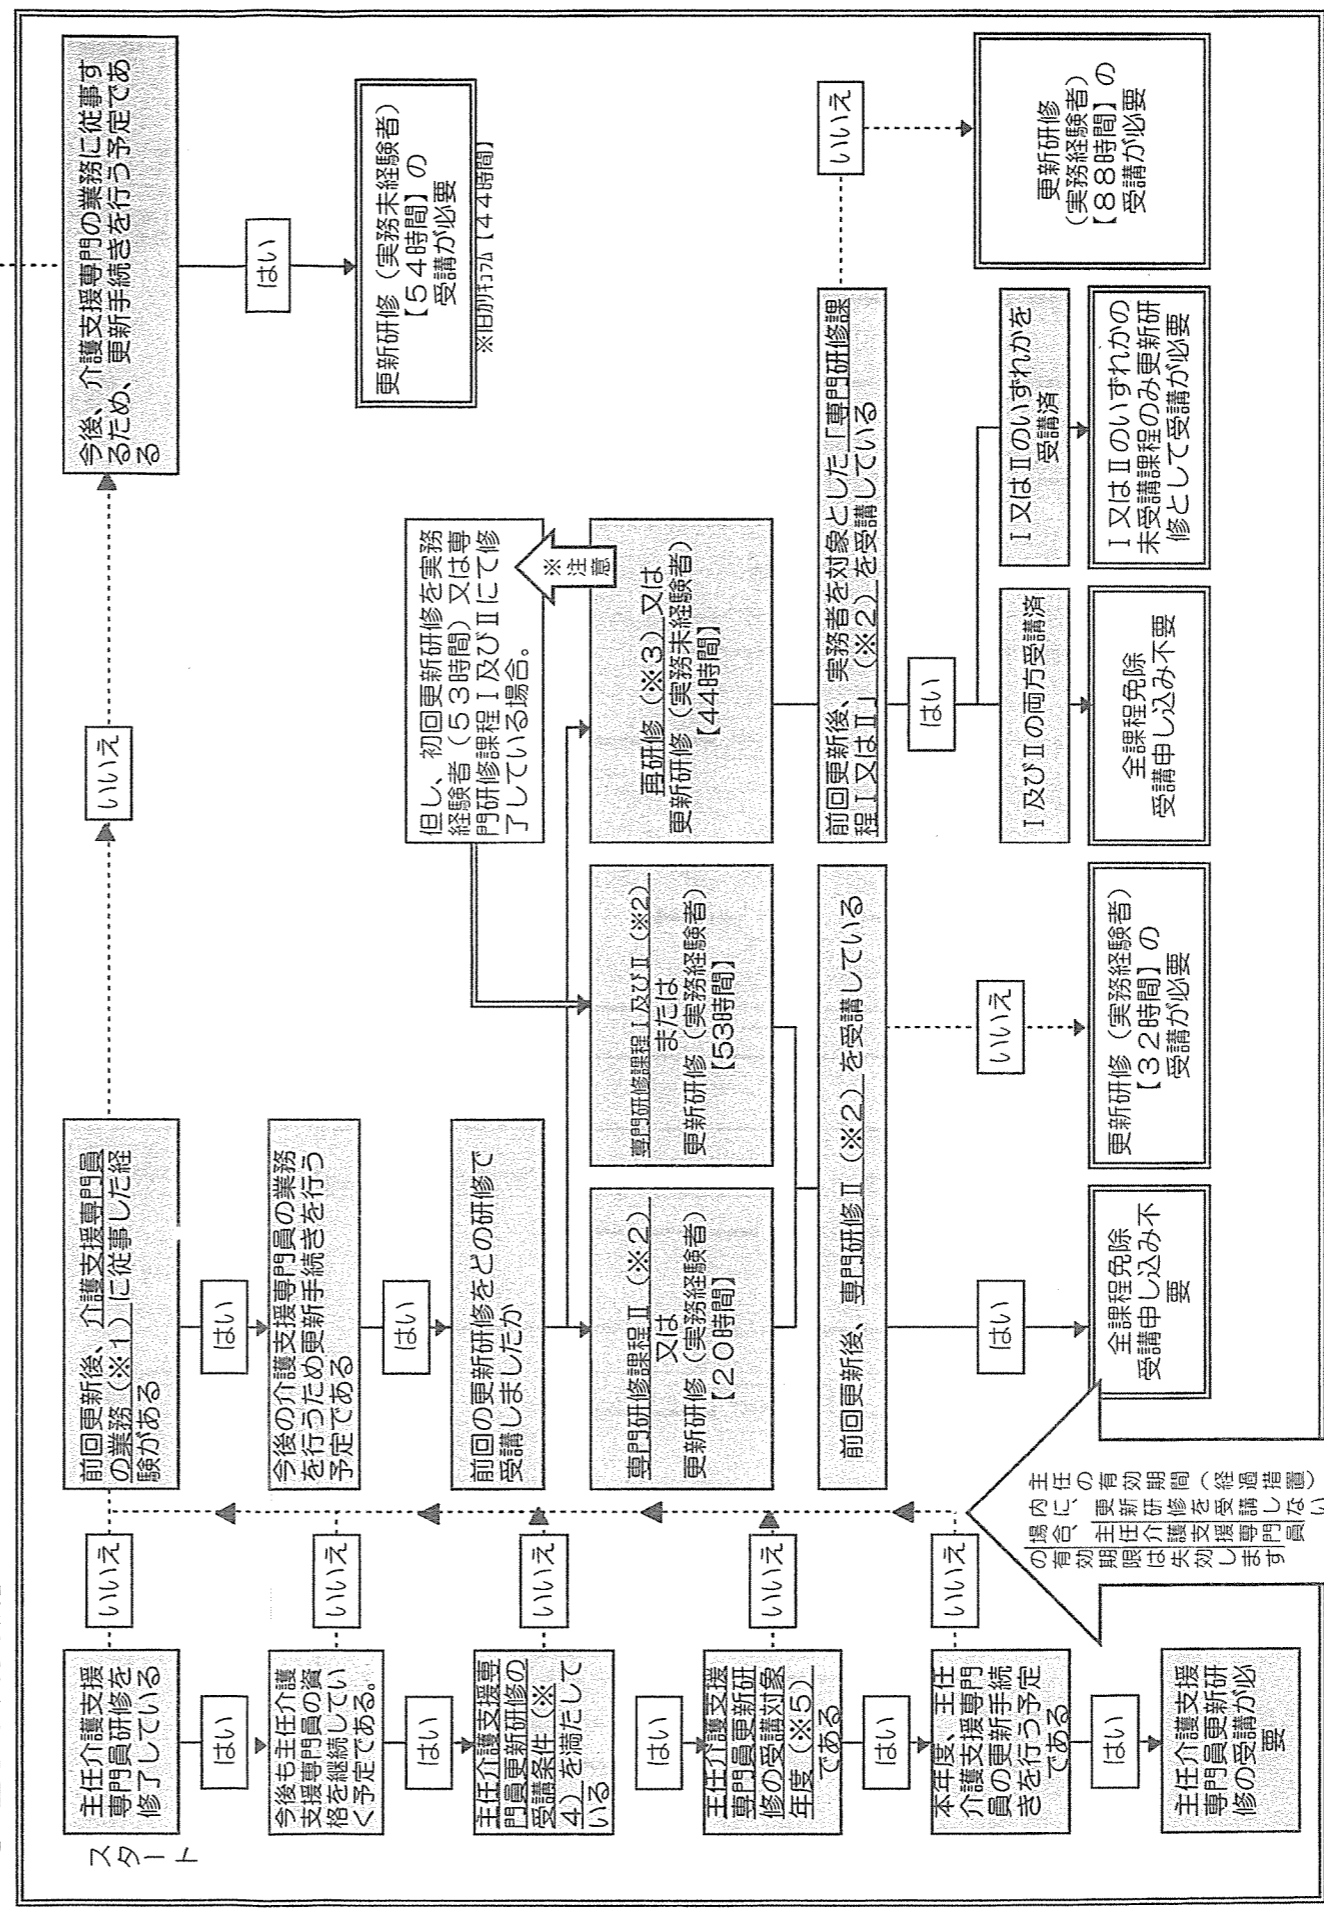 スタート
主任介護支援
専門員研修を
修了している
いいえ
はい
今後も主任介護
支援専門員の資
格を継続してい
く予定である。
いいえ
はい
主任介護支援専
門員更新研修の
受講条件（※
４）を満たして
いる
いいえ
はい
主任介護支援
専門員更新研
修の受講対象
年度（※５）
である
いいえ
はい
本年度、主任
介護支援専門
員の更新手続
きを行う予定
である
いいえ
はい
主任介護支援
専門員更新研
修の受講が必
要
主任の有効期間（経過措置）
内に、更新研修を受講しない
場合、主任介護支援専門員
の有効期限は失効します
前回更新後、介護支援専門員
の業務（※１）に従事した経
験がある
いいえ
はい
今後の介護支援専門員の業務
を行うため更新手続きを行う
予定である
はい
前回の更新研修をどの研修で
受講しましたか
専門研修課程Ⅱ（※２）
又は
更新研修（実務経験者）
【２０時間】
専門研修課程Ⅰ及びⅡ（※２）
または
更新研修（実務経験者）
【53時間】
再研修（※３）又は
更新研修（実務未経験者）
【44時間】
※注意
但し、初回更新研修を実務
経験者（５３時間）又は専
門研修課程Ⅰ及びⅡにて修
了している場合。
前回更新後、専門研修Ⅱ（※２）を受講している
はい
いいえ
全課程免除
受講申し込み不
要
更新研修（実務経験者）
【３２時間】の
受講が必要
前回更新後、実務者を対象とした「専門研修課
程Ⅰ又はⅡ」（※２）を受講している
はい
いいえ
Ⅰ及びⅡの両方受講済
Ⅰ又はⅡのいずれかを
受講済
全課程免除
受講申し込み不要
Ⅰ又はⅡのいずれかの
未受講課程のみ更新研
修として受講が必要
更新研修
（実務経験者）
【８８時間】の
受講が必要
今後、介護支援専門の業務に従事す
るため、更新手続きを行う予定であ
る
はい
更新研修（実務未経験者）
【５４時間】の
受講が必要
※旧カリキュラム【４４時間】